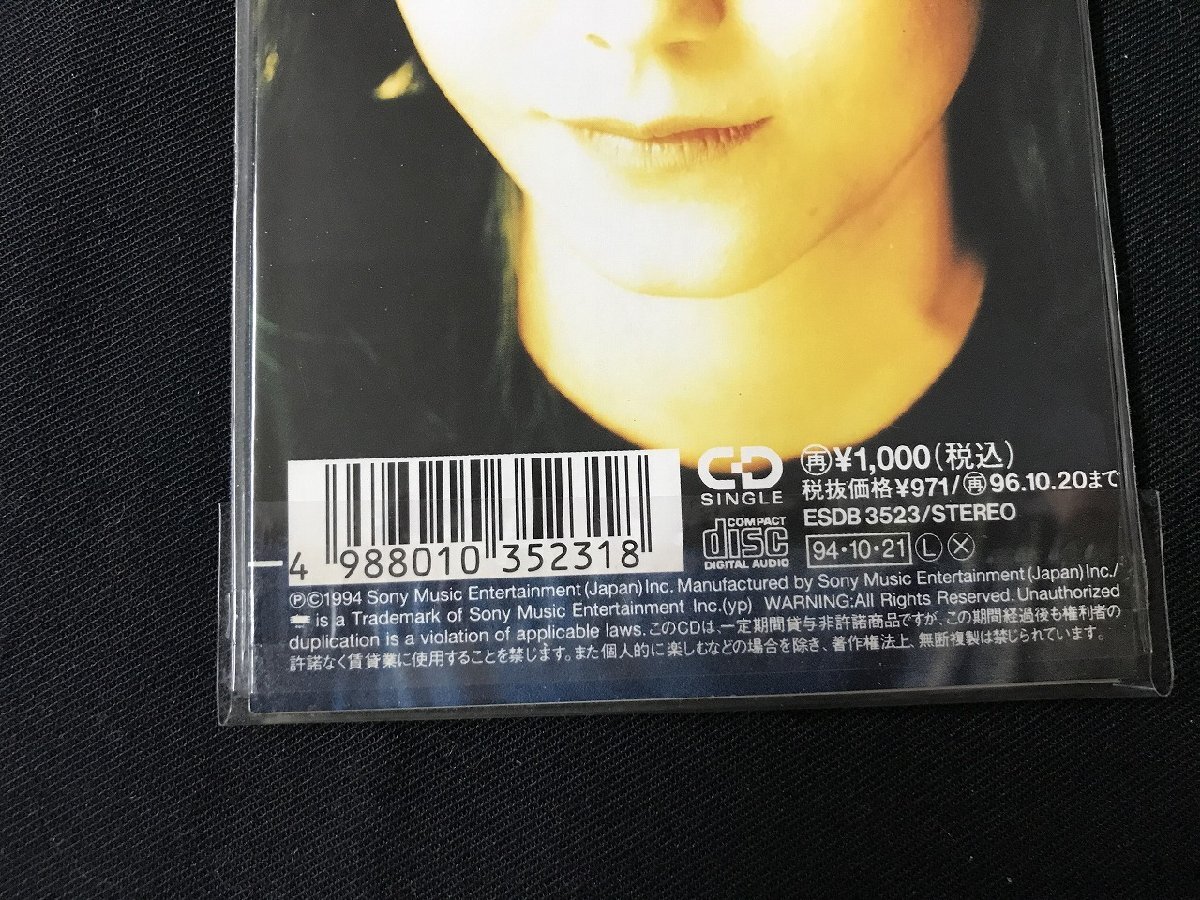 CD
SINGLE
再¥1,000(税込)
税抜価格¥971/再96.10.20まで
COMPACT
disc
DIGITAL AUDIO
ESDB 3523/STEREO
94・10・21 L X
4 988010 352318
Ⓟ©1994 Sony Music Entertainment (Japan) Inc. Manufactured by Sony Music Entertainment (Japan) Inc./
is a Trademark of Sony Music Entertainment Inc.(yp) WARNING:All Rights Reserved. Unauthorized
duplication is a violation of applicable laws. このCDは、一定期間貸与非許諾商品ですが、この期間経過後も権利者の
許諾なく賃貸業に使用することを禁じます。また個人的に楽しむなどの場合を除き、著作権法上、無断複製は禁じられています。